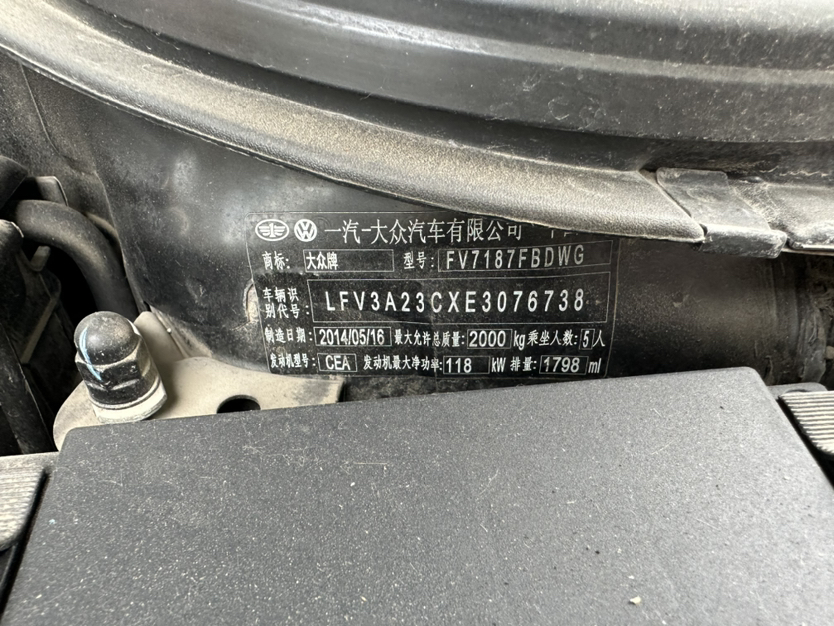 一汽-大众汽车有限公司 中国
商标: 大众牌 型号: FV7187FBDWG
车辆识别代号: LFV3A23CXE3076738
制造日期: 2014/05/16 最大允许总质量: 2000 kg 乘坐人数: 5 人
发动机型号: CEA 发动机最大净功率: 118 kW 排量: 1798 ml